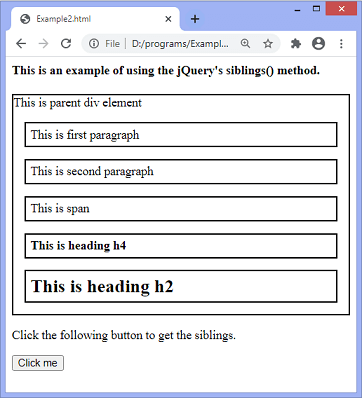 Example2.html
File
D:/programs/Exampl...
This is an example of using the jQuery's siblings() method.
This is parent div element
This is first paragraph
This is second paragraph
This is span
This is heading h4
This is heading h2
Click the following button to get the siblings.
Click me